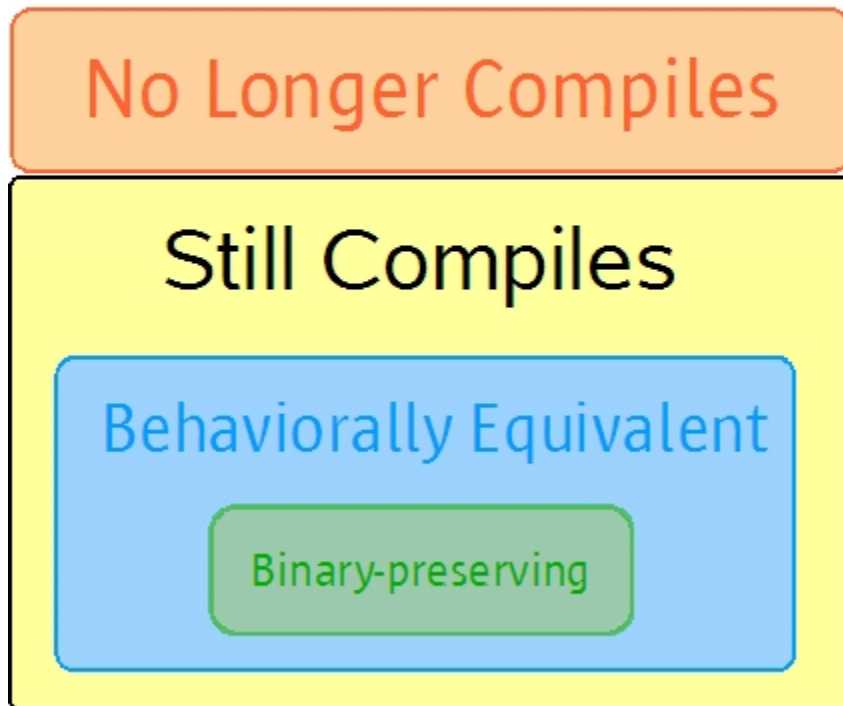 No Longer Compiles
Still Compiles
Behaviorally Equivalent
Binary-preserving